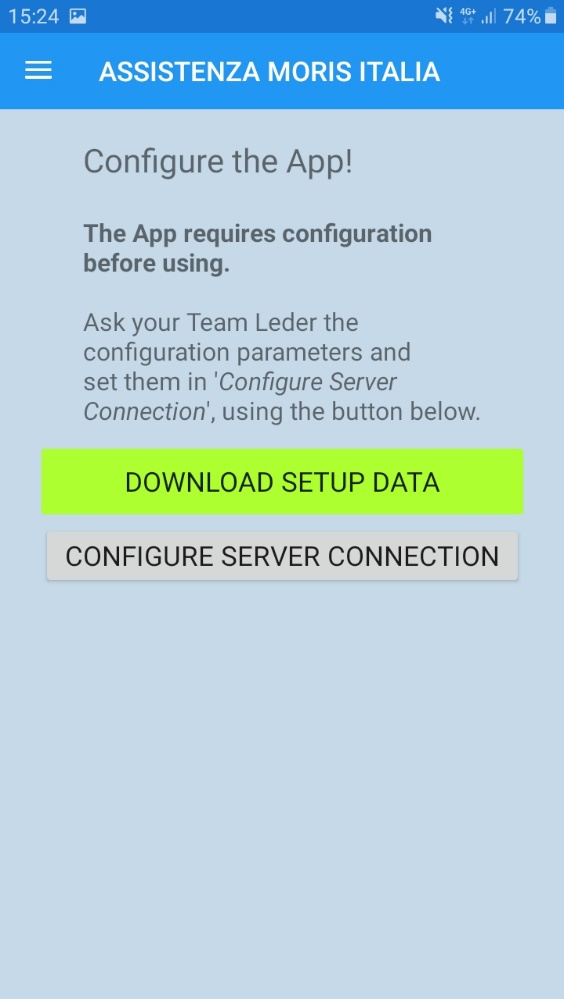 15:24 4G+ 74%
ASSISTENZA MORIS ITALIA
Configure the App!
The App requires configuration
before using.
Ask your Team Leder the
configuration parameters and
set them in 'Configure Server
Connection', using the button below.
DOWNLOAD SETUP DATA
CONFIGURE SERVER CONNECTION